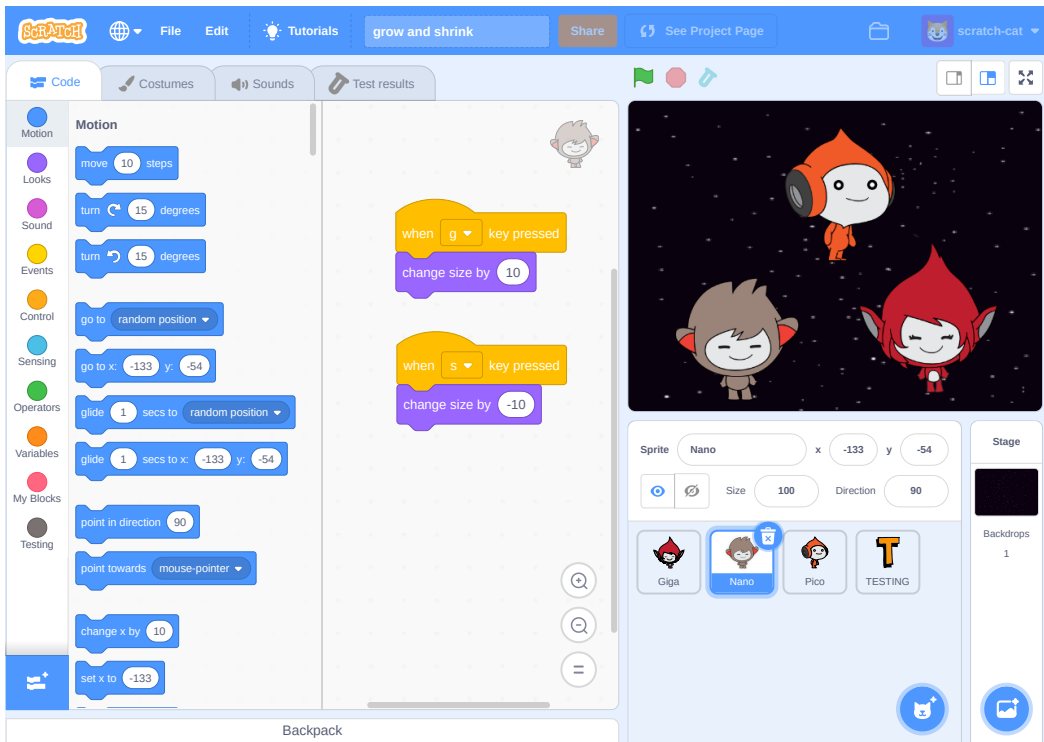 SCRATCH File Edit Tutorials grow and shrink Share See Project Page scratch-cat
Code Costumes Sounds Test results
Motion
Looks
Sound
Events
Control
Sensing
Operators
Variables
My Blocks
Testing
Motion
move 10 steps
turn 15 degrees
turn 15 degrees
go to random position
go to x: -133 y: -54
glide 1 secs to random position
glide 1 secs to x: -133 y: -54
point in direction 90
point towards mouse-pointer
change x by 10
set x to -133
when g key pressed
change size by 10
when s key pressed
change size by -10
Backpack
Sprite Nano x -133 y -54
Size 100 Direction 90
Giga Nano Pico TESTING
Stage
Backdrops
1